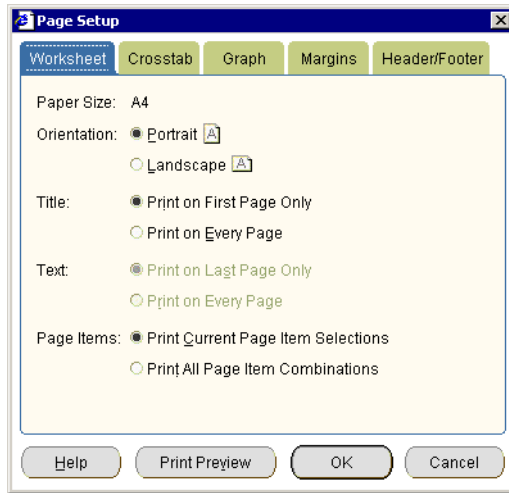 Page Setup
Worksheet Crosstab Graph Margins Header/Footer
Paper Size: A4
Orientation: Portrait A
Landscape A
Title: Print on First Page Only
Print on Every Page
Text: Print on Last Page Only
Print on Every Page
Page Items: Print Current Page Item Selections
Print All Page Item Combinations
Help Print Preview OK Cancel